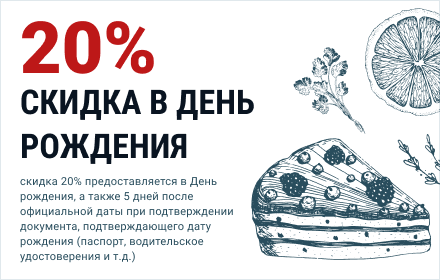 20%
СКИДКА В ДЕНЬ
РОЖДЕНИЯ
скидка 20% предоставляется в День
рождения, а также 5 дней после
официальной даты при подтверждении
документа, подтверждающего дату
рождения (паспорт, водительское
удостоверения и т.д.)